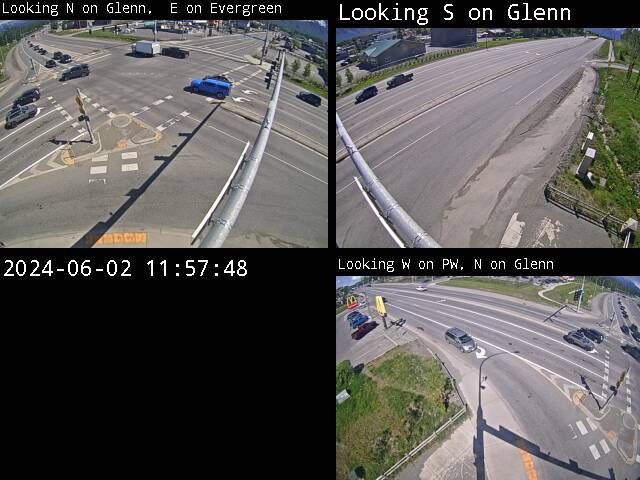 Looking N on Glenn, E on Evergreen
Looking S on Glenn
2024-06-02 11:57:48
Looking W on PW, N on Glenn